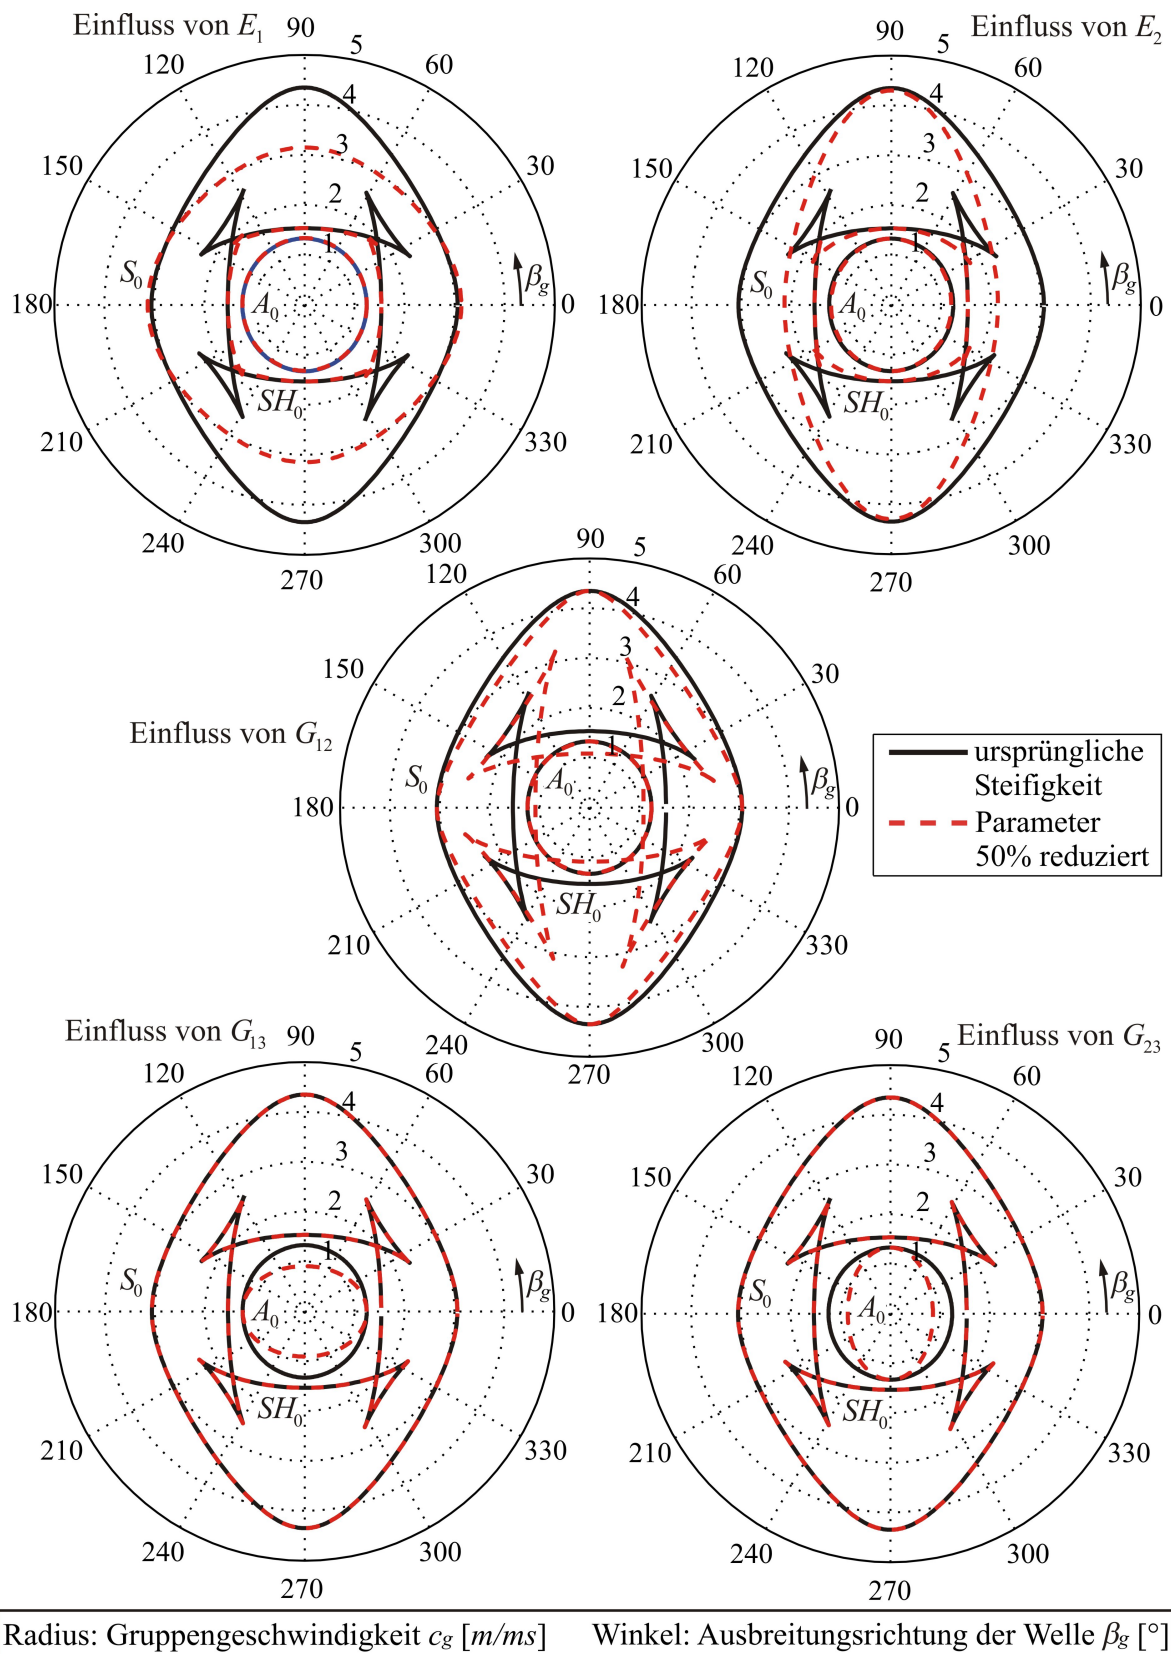 Einfluss von E1
90
5
120
60
4
3
150
30
2
1
S0
A0
βg
180
0
SH0
210
330
240
300
270
Einfluss von E2
90
5
120
60
4
3
150
30
2
1
S0
A0
βg
180
0
SH0
210
330
240
300
270
Einfluss von G12
90
5
120
60
4
3
150
30
2
1
S0
A0
βg
180
0
SH0
210
330
240
300
270
ursprüngliche
Steifigkeit
Parameter
50% reduziert
Einfluss von G13
90
5
120
60
4
3
150
30
2
1
S0
A0
βg
180
0
SH0
210
330
240
300
270
Einfluss von G23
90
5
120
60
4
3
150
30
2
1
S0
A0
βg
180
0
SH0
210
330
240
300
270
Radius: Gruppengeschwindigkeit cg [m/ms] Winkel: Ausbreitungsrichtung der Welle βg [°]